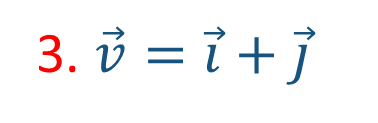 3. v⃗ = ı⃗ + ȷ⃗